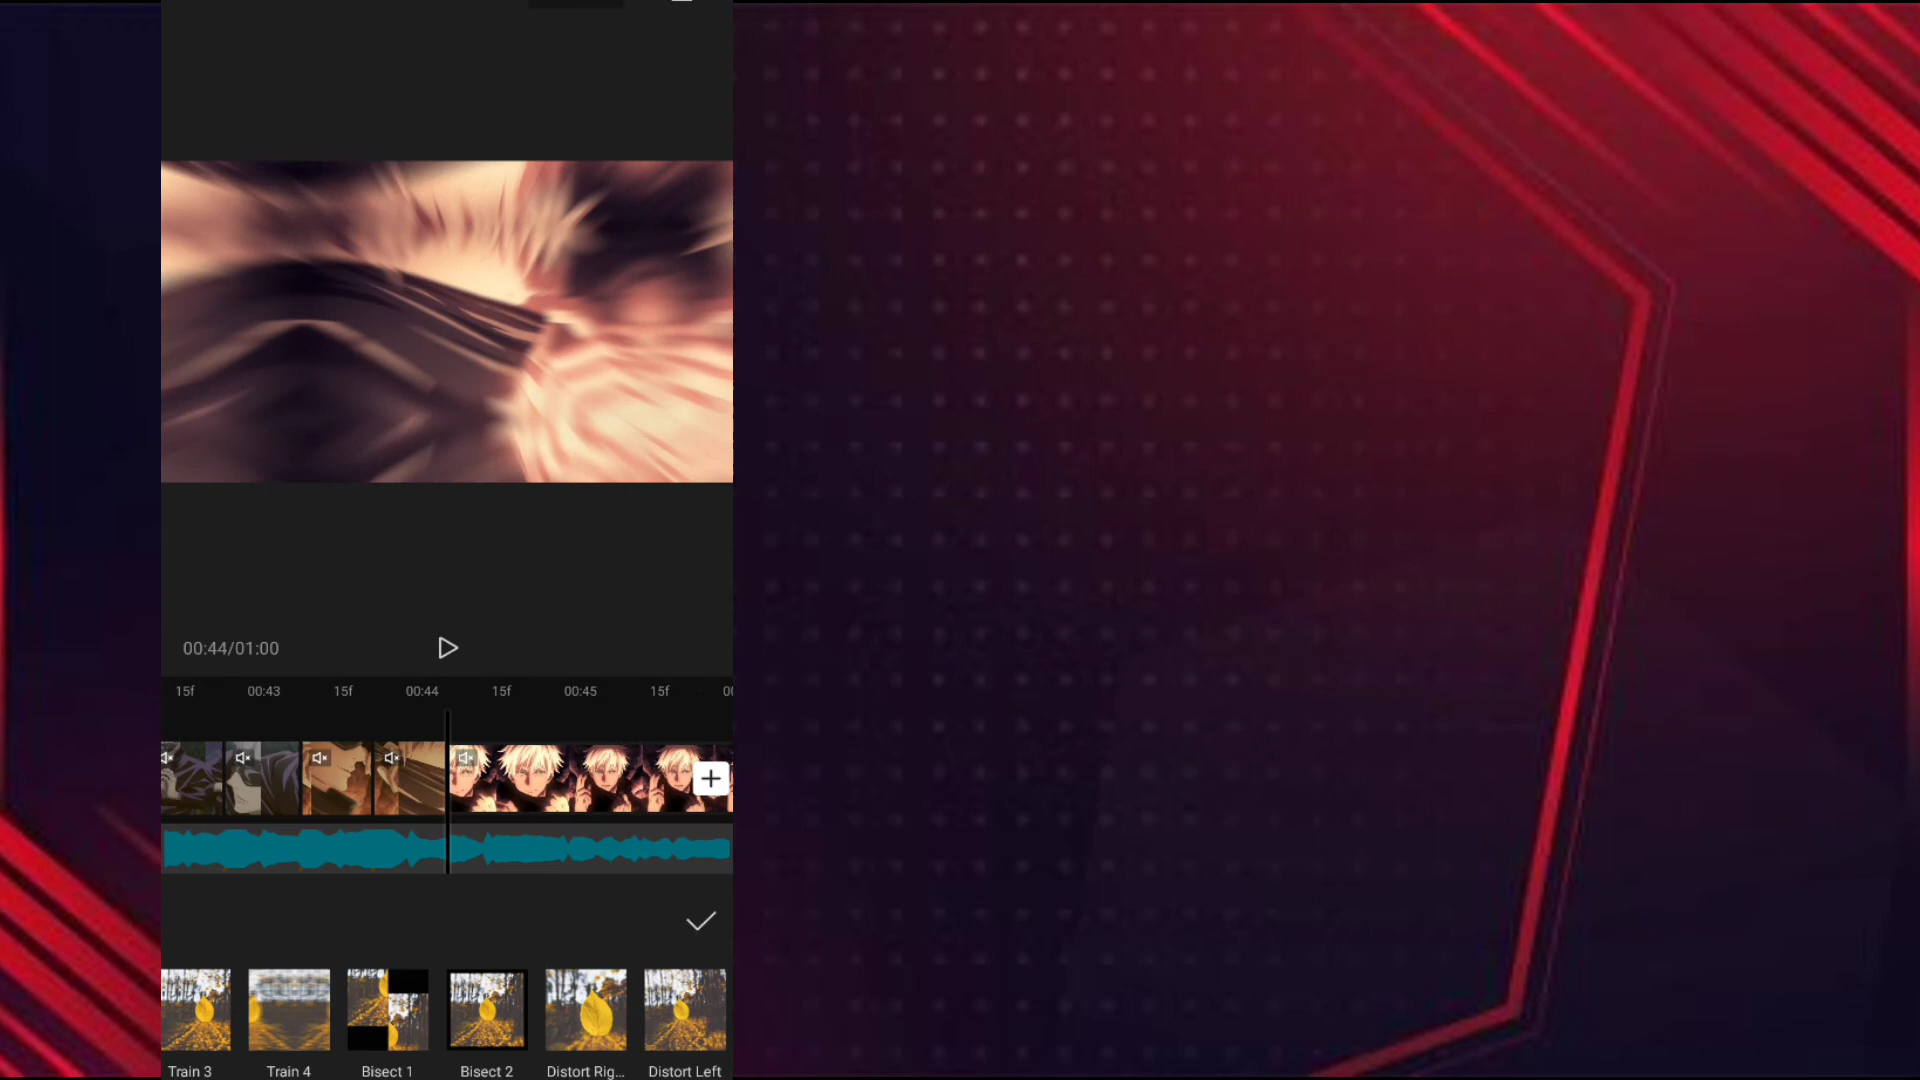 00:44/01:00
15f 00:43 15f 00:44 15f 00:45 15f
Train 3 Train 4 Bisect 1 Bisect 2 Distort Rig... Distort Left